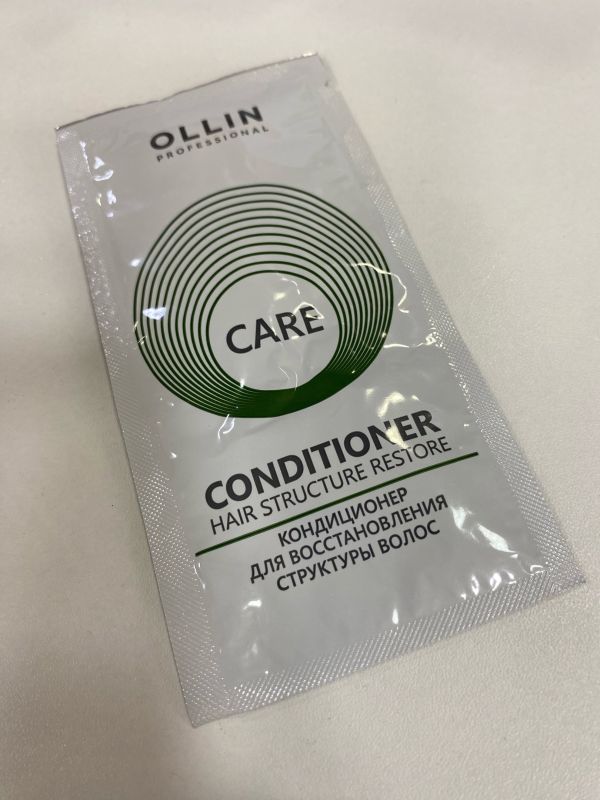 OLLIN
PROFESSIONAL
CARE
CONDITIONER
HAIR STRUCTURE RESTORE
КОНДИЦИОНЕР
ДЛЯ ВОССТАНОВЛЕНИЯ
СТРУКТУРЫ ВОЛОС